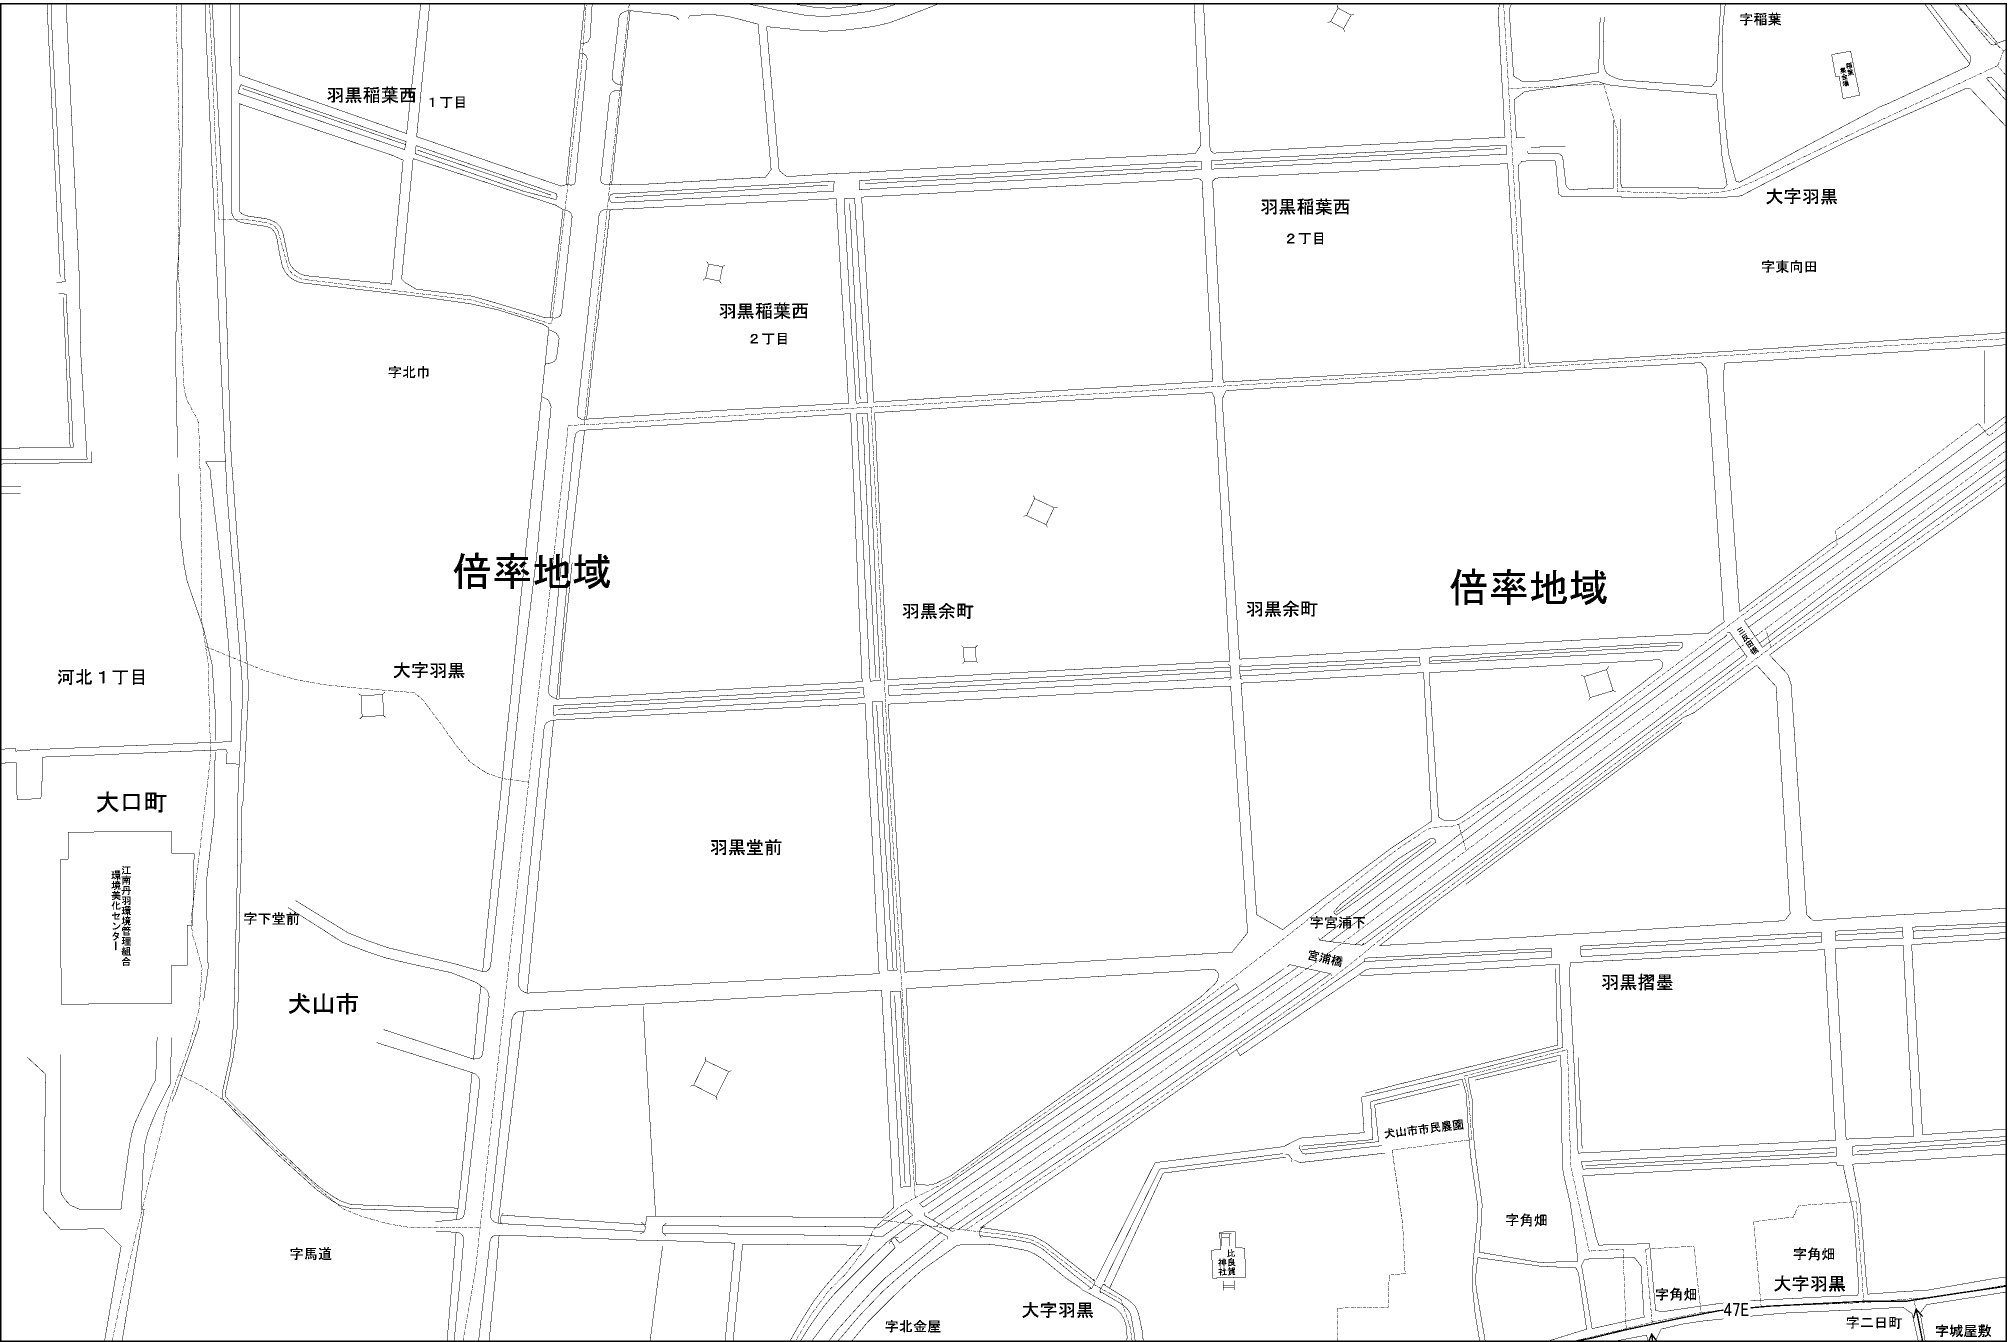 字稲葉
羽黒稲葉西
1丁目
大字羽黒
羽黒稲葉西
2丁目
字東向田
羽黒稲葉西
2丁目
字北巾
倍率地域
倍率地域
羽黒余町
羽黒余町
河北1丁目
大字羽黒
大口町
羽黒堂前
江南丹羽環境管理組合
環境美化センター
字下堂前
字宮浦下
宮浦橋
羽黒摺墨
犬山市
犬山市市民農園
字角畑
字馬道
比良賀
神社
字角畑
大字羽黒
字角畑
大字羽黒
47E
字北金屋
字二日町
字城屋敷